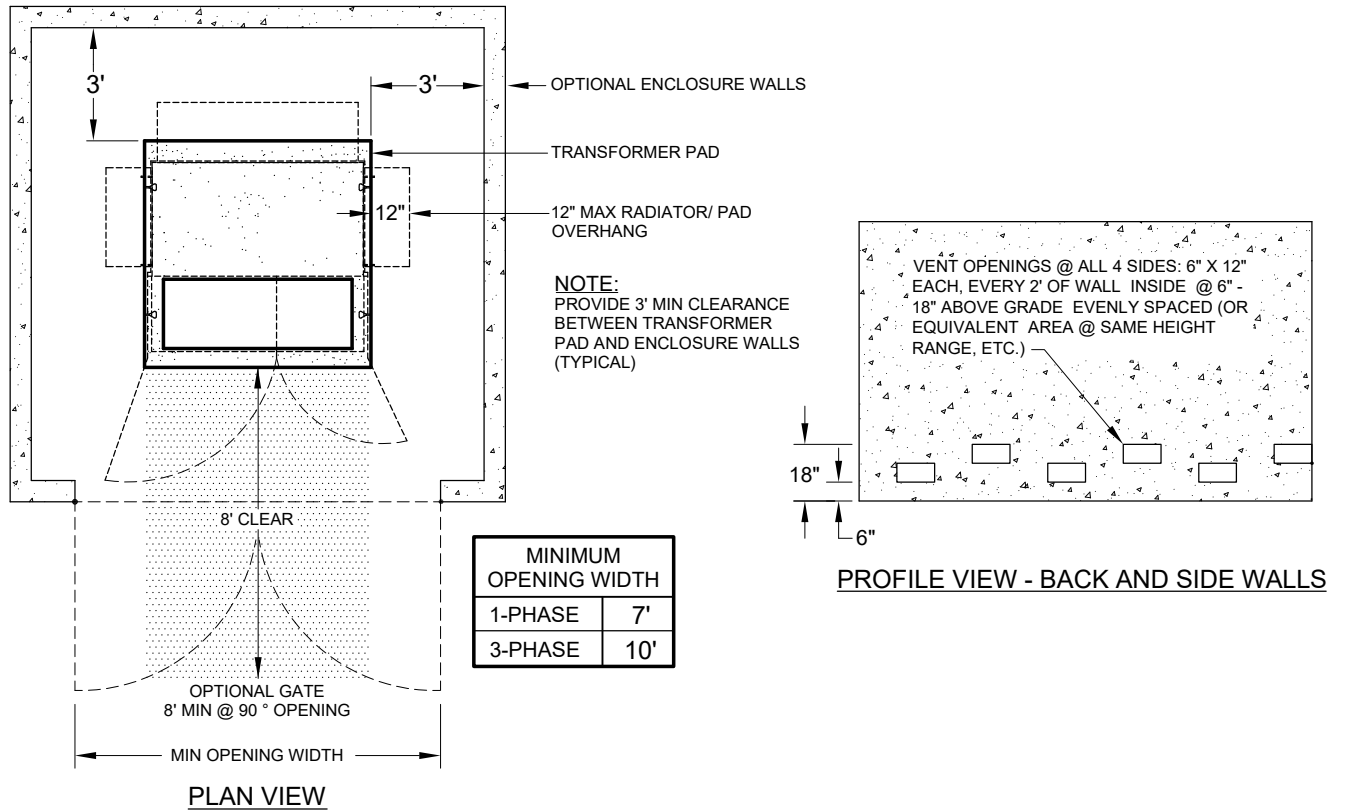 3'
3'
OPTIONAL ENCLOSURE WALLS
TRANSFORMER PAD
12"
12" MAX RADIATOR/ PAD
OVERHANG
NOTE:
PROVIDE 3' MIN CLEARANCE
BETWEEN TRANSFORMER
PAD AND ENCLOSURE WALLS
(TYPICAL)
8' CLEAR
OPTIONAL GATE
8' MIN @ 90 ° OPENING
MIN OPENING WIDTH
PLAN VIEW
MINIMUM
OPENING WIDTH
1-PHASE 7'
3-PHASE 10'
VENT OPENINGS @ ALL 4 SIDES: 6" X 12"
EACH, EVERY 2' OF WALL INSIDE @ 6" -
18" ABOVE GRADE EVENLY SPACED (OR
EQUIVALENT AREA @ SAME HEIGHT
RANGE, ETC.)
18"
6"
PROFILE VIEW - BACK AND SIDE WALLS